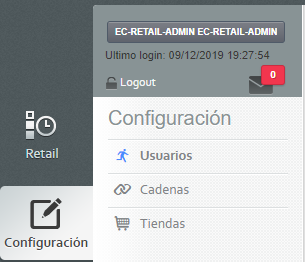 EC-RETAIL-ADMIN EC-RETAIL-ADMIN
Ultimo login: 09/12/2019 19:27:54
Logout
0
Retail
Configuración
Configuración
Usuarios
Cadenas
Tiendas